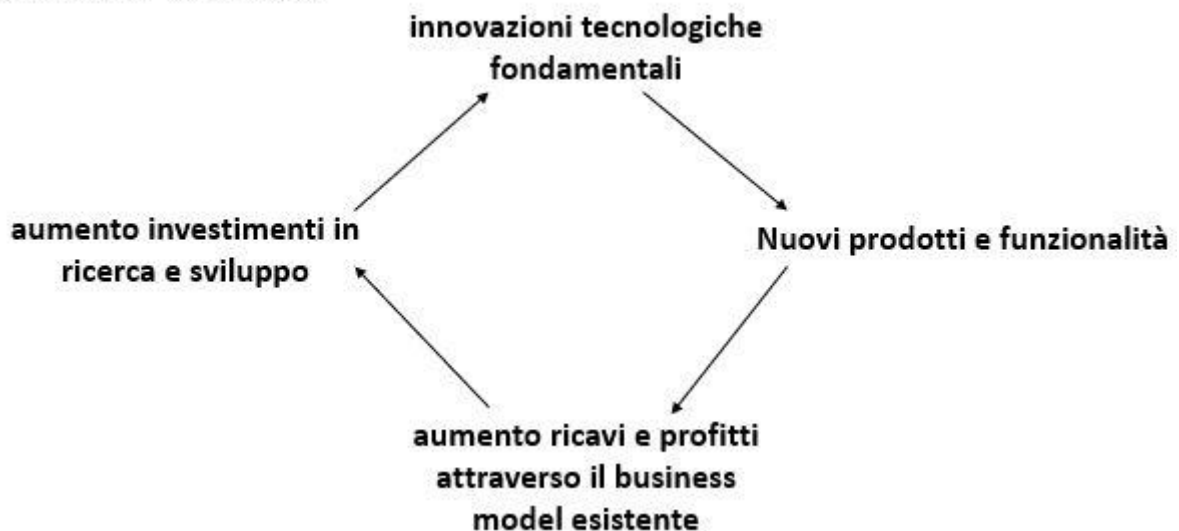 innovazioni tecnologiche
fondamentali
aumento investimenti in
ricerca e sviluppo
Nuovi prodotti e funzionalità
aumento ricavi e profitti
attraverso il business
model esistente